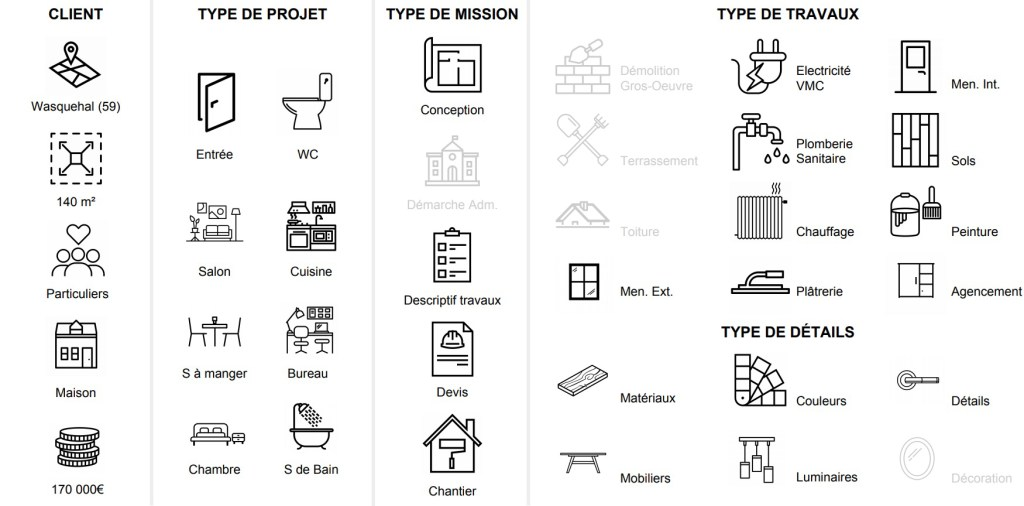 CLIENT
Wasquehal (59)
140 m²
Particuliers
Maison
170 000€
TYPE DE PROJET
Entrée
WC
Salon
Cuisine
S à manger
Bureau
Chambre
S de Bain
TYPE DE MISSION
Conception
Démarche Adm.
Descriptif travaux
Devis
Chantier
TYPE DE TRAVAUX
Démolition
Gros-Oeuvre
Electricité
VMC
Men. Int.
Terrassement
Plomberie
Sanitaire
Sols
Toiture
Chauffage
Peinture
Men. Ext.
Plâtrerie
Agencement
TYPE DE DÉTAILS
Matériaux
Couleurs
Détails
Mobiliers
Luminaires
Décoration